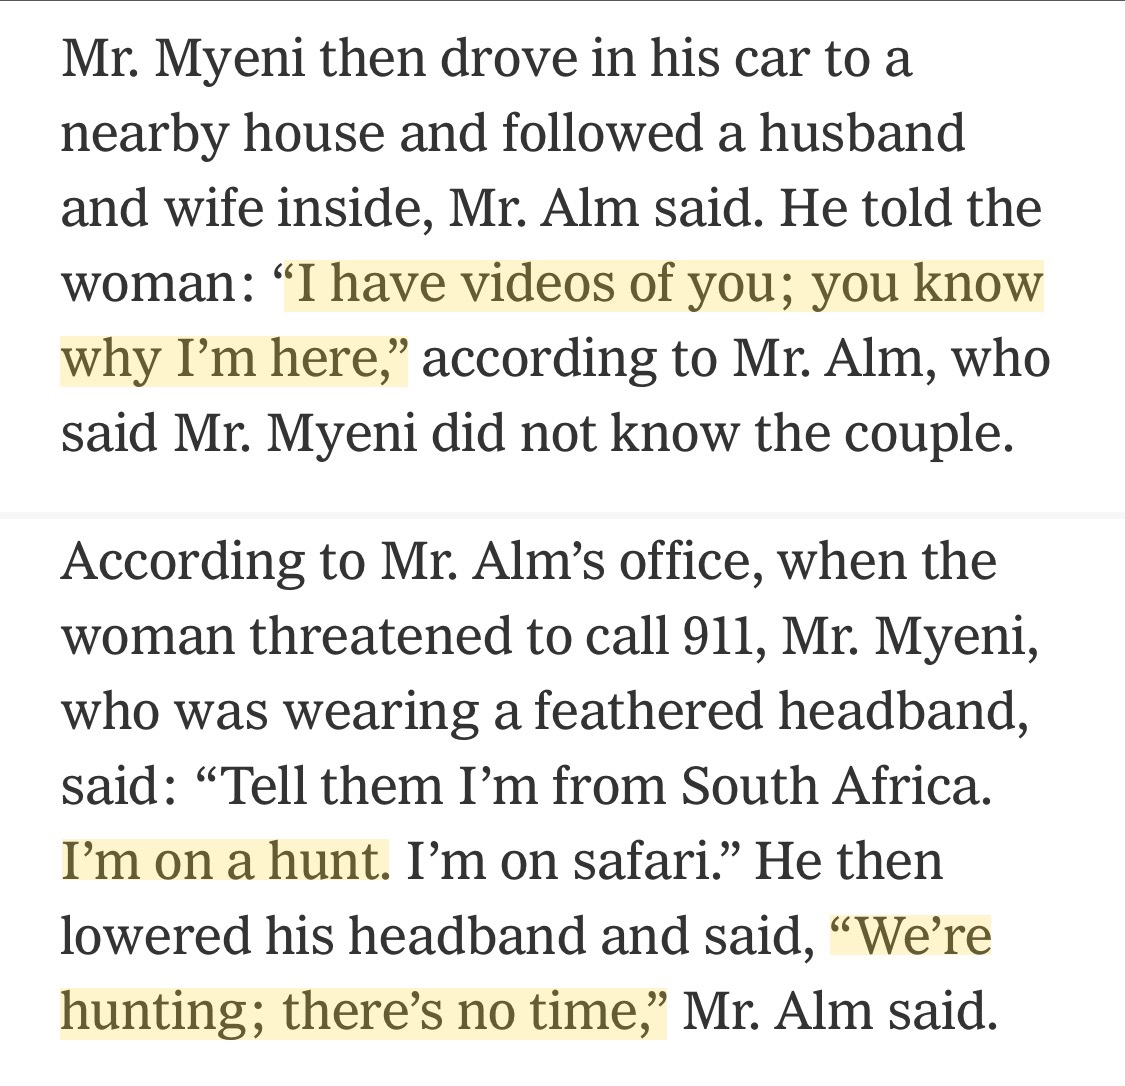 Mr. Myeni then drove in his car to a
nearby house and followed a husband
and wife inside, Mr. Alm said. He told the
woman: “I have videos of you; you know
why I’m here,” according to Mr. Alm, who
said Mr. Myeni did not know the couple.
According to Mr. Alm’s office, when the
woman threatened to call 911, Mr. Myeni,
who was wearing a feathered headband,
said: “Tell them I’m from South Africa.
I’m on a hunt. I’m on safari.” He then
lowered his headband and said, “We’re
hunting; there’s no time,” Mr. Alm said.